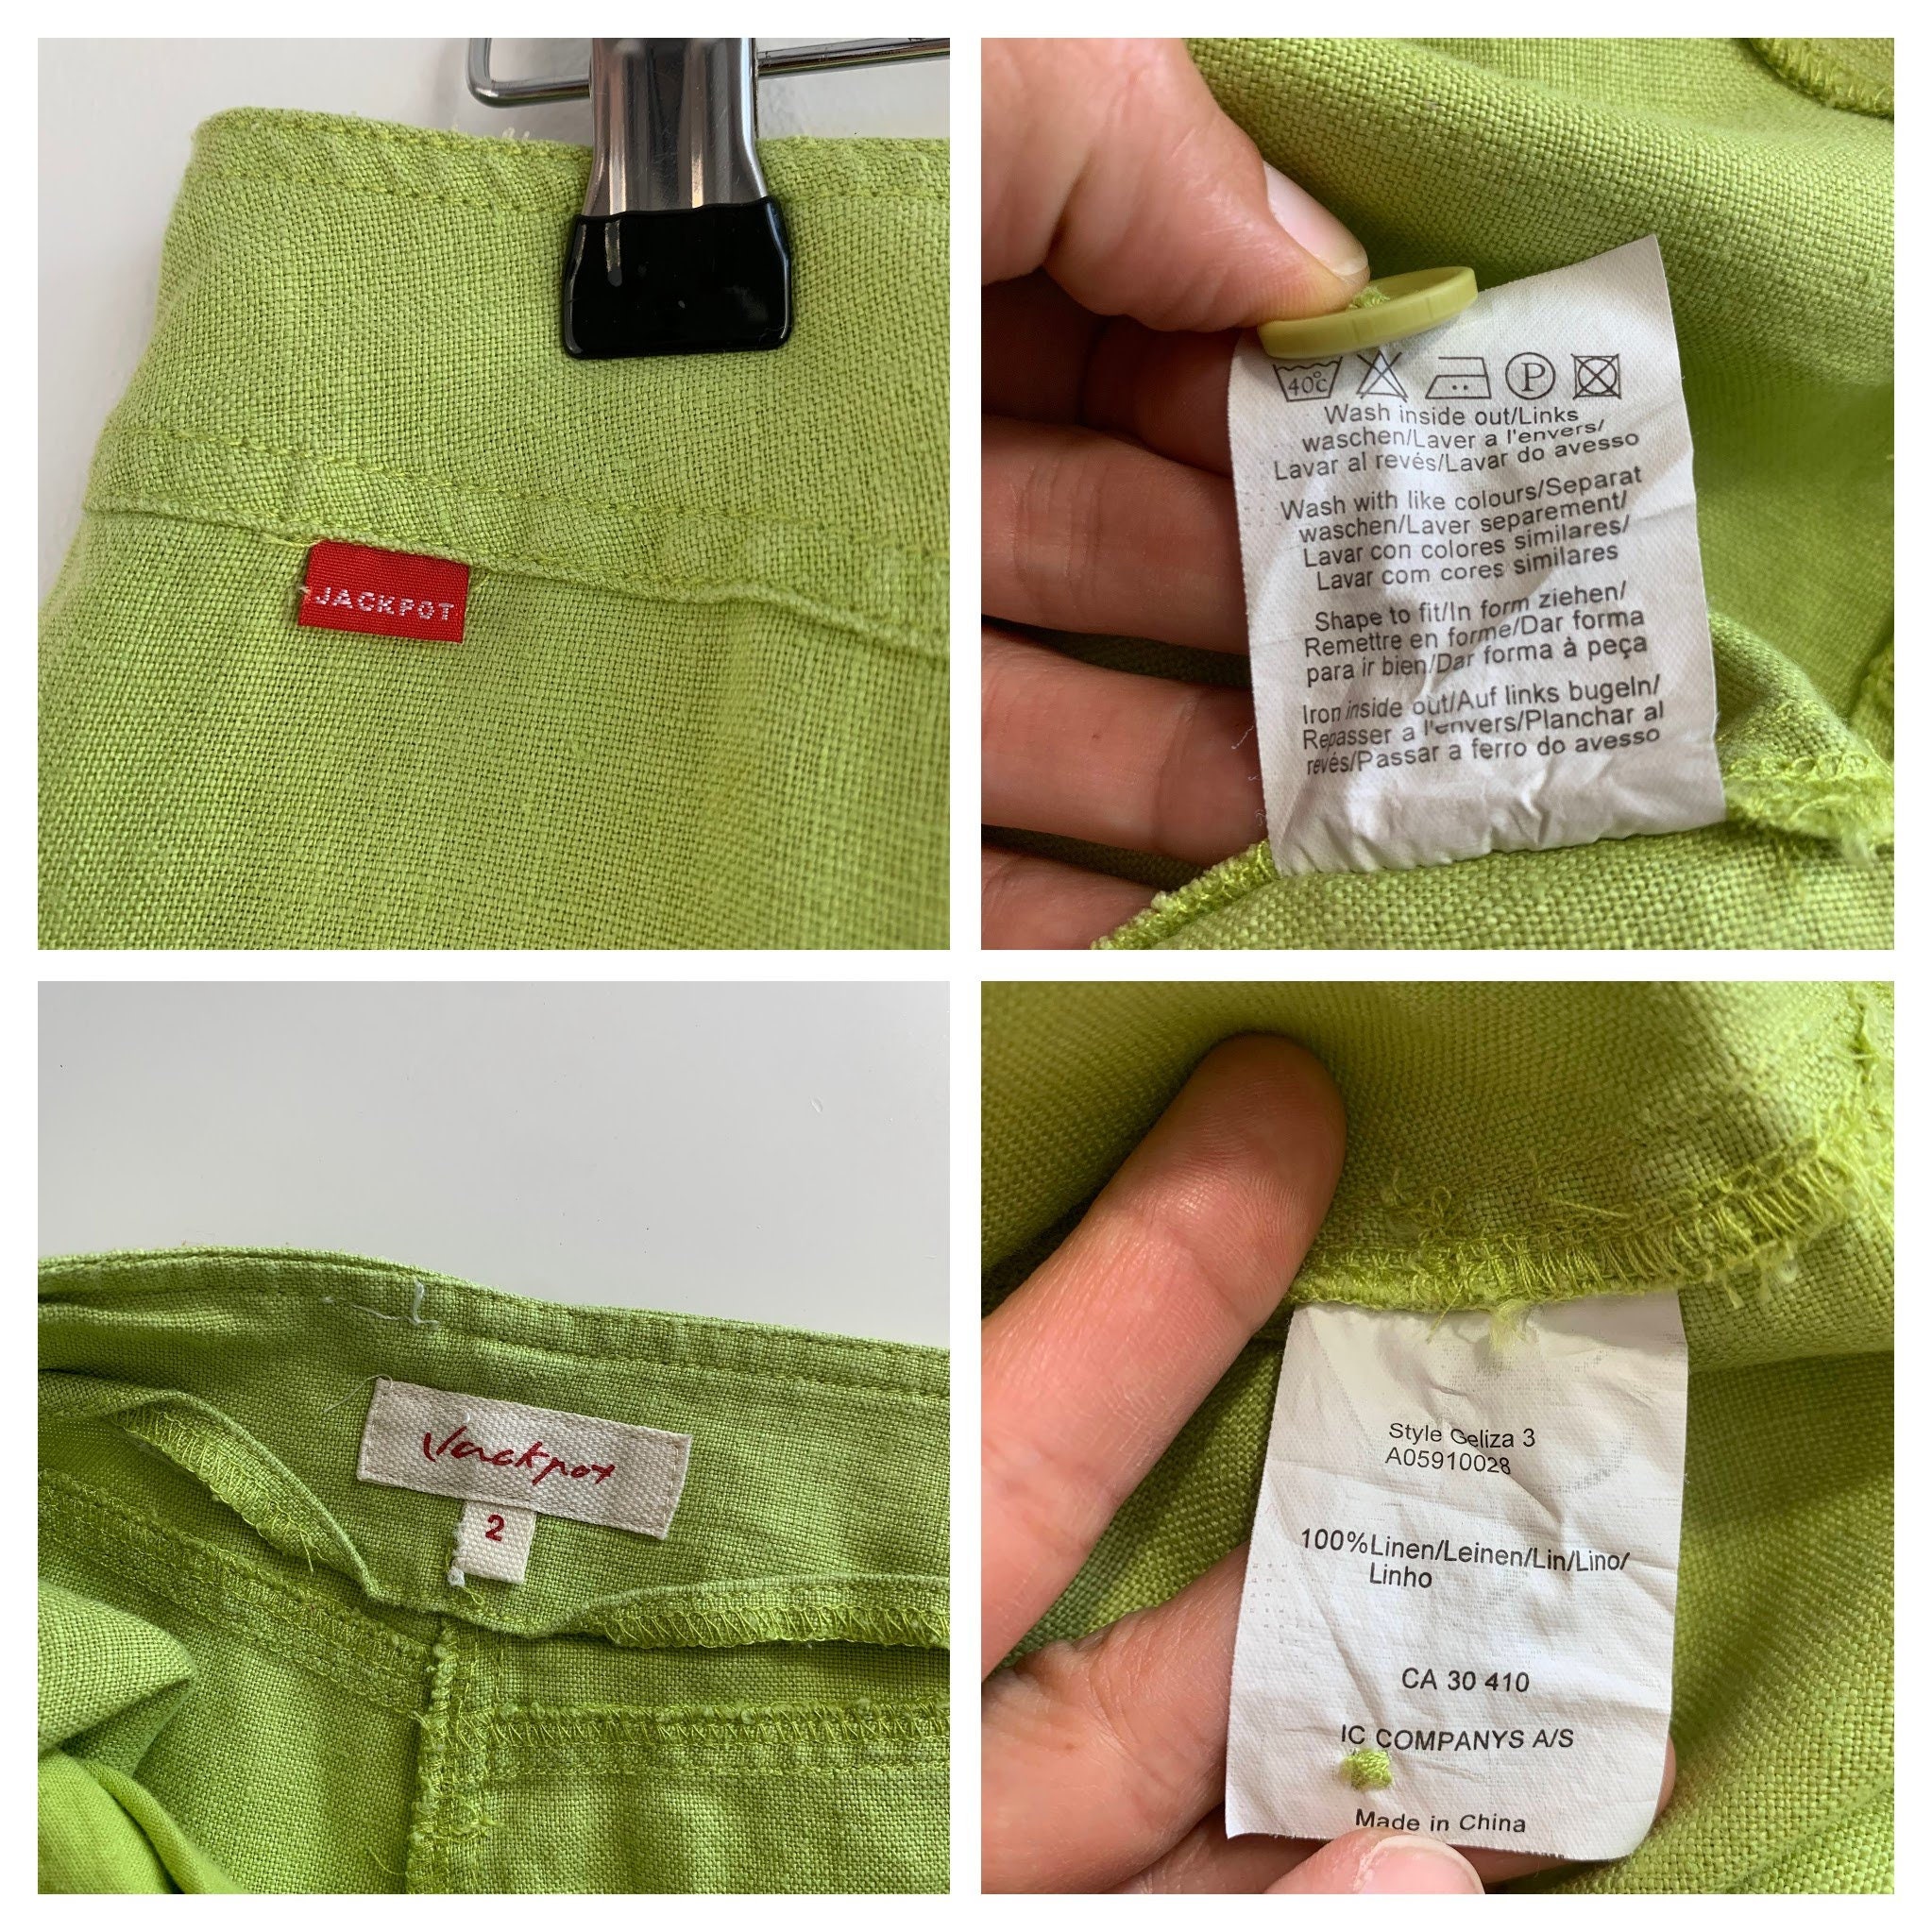 JACKPOT
40°C P
Wash inside out/Links
waschen/Laver a l'envers/
Lavar al revés/Lavar do avesso
Wash with like colours/Separat
waschen/Laver separement/
Lavar con colores similares/
Lavar com cores similares
Shape to fit/In form ziehen/
Remettre en forme/Dar forma
para ir bien/Dar forma à peça
Iron inside out/Auf links bugeln/
Repasser a l'envers/Planchar al
revés/Passar a ferro do avesso
Jackpot
2
Style Geliza 3
A05910028
100%Linen/Leinen/Lin/Lino/
Linho
CA 30 410
IC COMPANYS A/S
Made in China